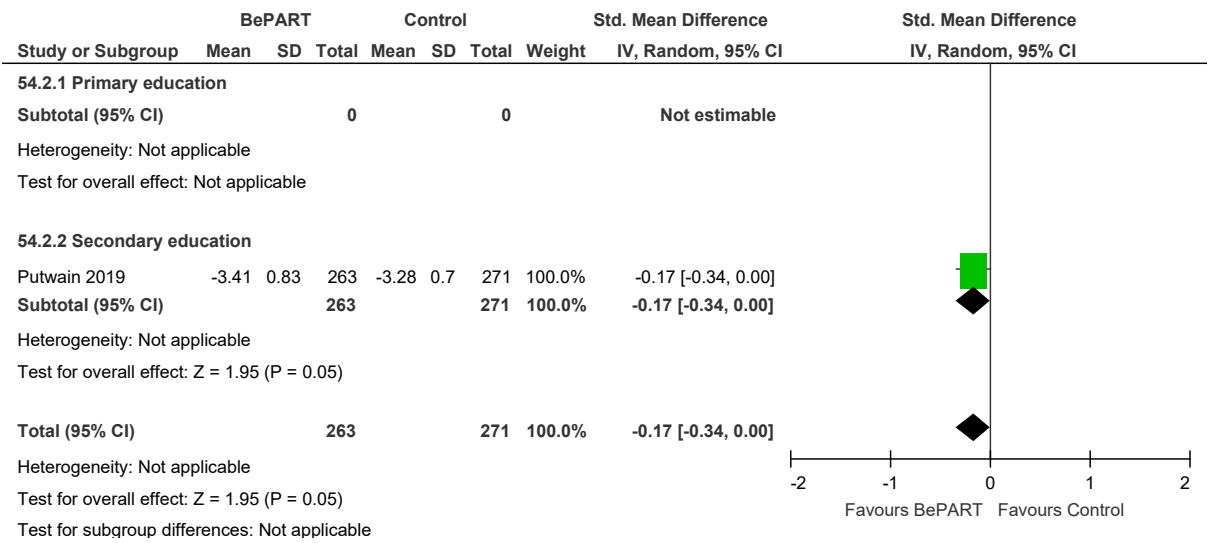 BePART Control Std. Mean Difference Std. Mean Difference
Study or Subgroup Mean SD Total Mean SD Total Weight IV, Random, 95% CI IV, Random, 95% CI
54.2.1 Primary education
Subtotal (95% CI) 0 0 Not estimable
Heterogeneity: Not applicable
Test for overall effect: Not applicable
54.2.2 Secondary education
Putwain 2019 -3.41 0.83 263 -3.28 0.7 271 100.0% -0.17 [-0.34, 0.00]
Subtotal (95% CI) 263 271 100.0% -0.17 [-0.34, 0.00]
Heterogeneity: Not applicable
Test for overall effect: Z = 1.95 (P = 0.05)
Total (95% CI) 263 271 100.0% -0.17 [-0.34, 0.00]
Heterogeneity: Not applicable
Test for overall effect: Z = 1.95 (P = 0.05)
Test for subgroup differences: Not applicable
-2 -1 0 1 2
Favours BePART Favours Control